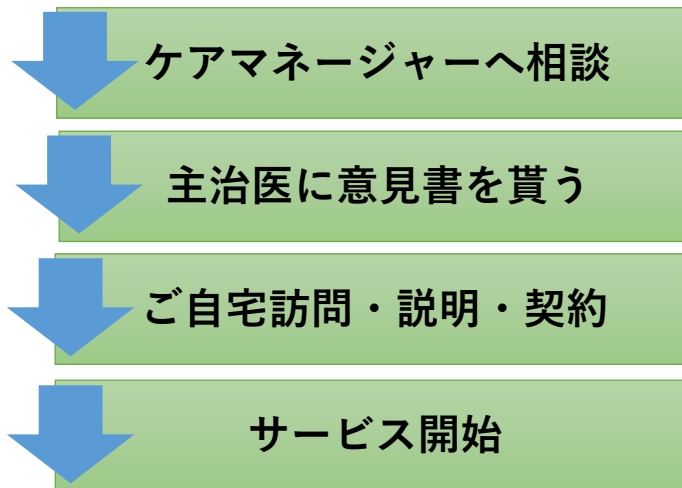 ケアマネージャーへ相談
主治医に意見書を貰う
ご自宅訪問・説明・契約
サービス開始